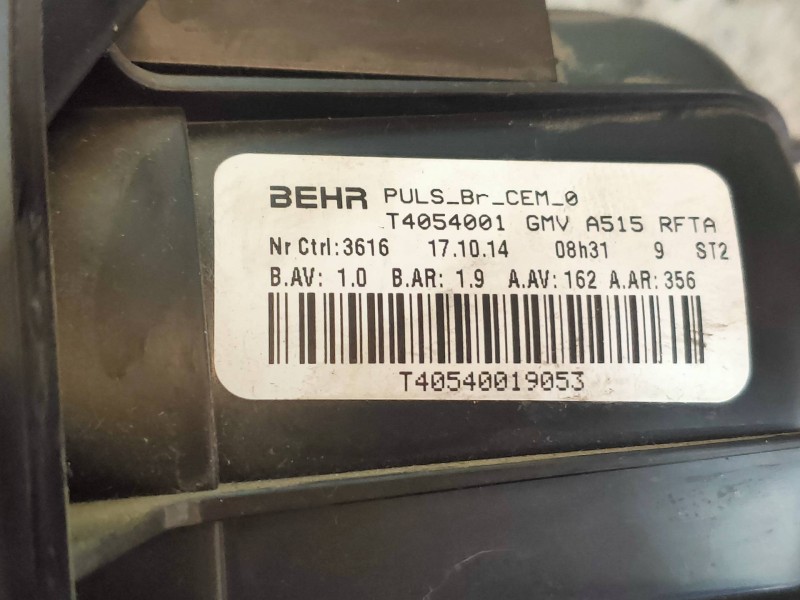 BEHR PULS_Br_CEM_0
T4054001 GMV A515 RFTA
Nr Ctrl:3616 17.10.14 08h31 9 ST2
B.AV: 1.0 B.AR: 1.9 A.AV:162 A.AR:356
T40540019053